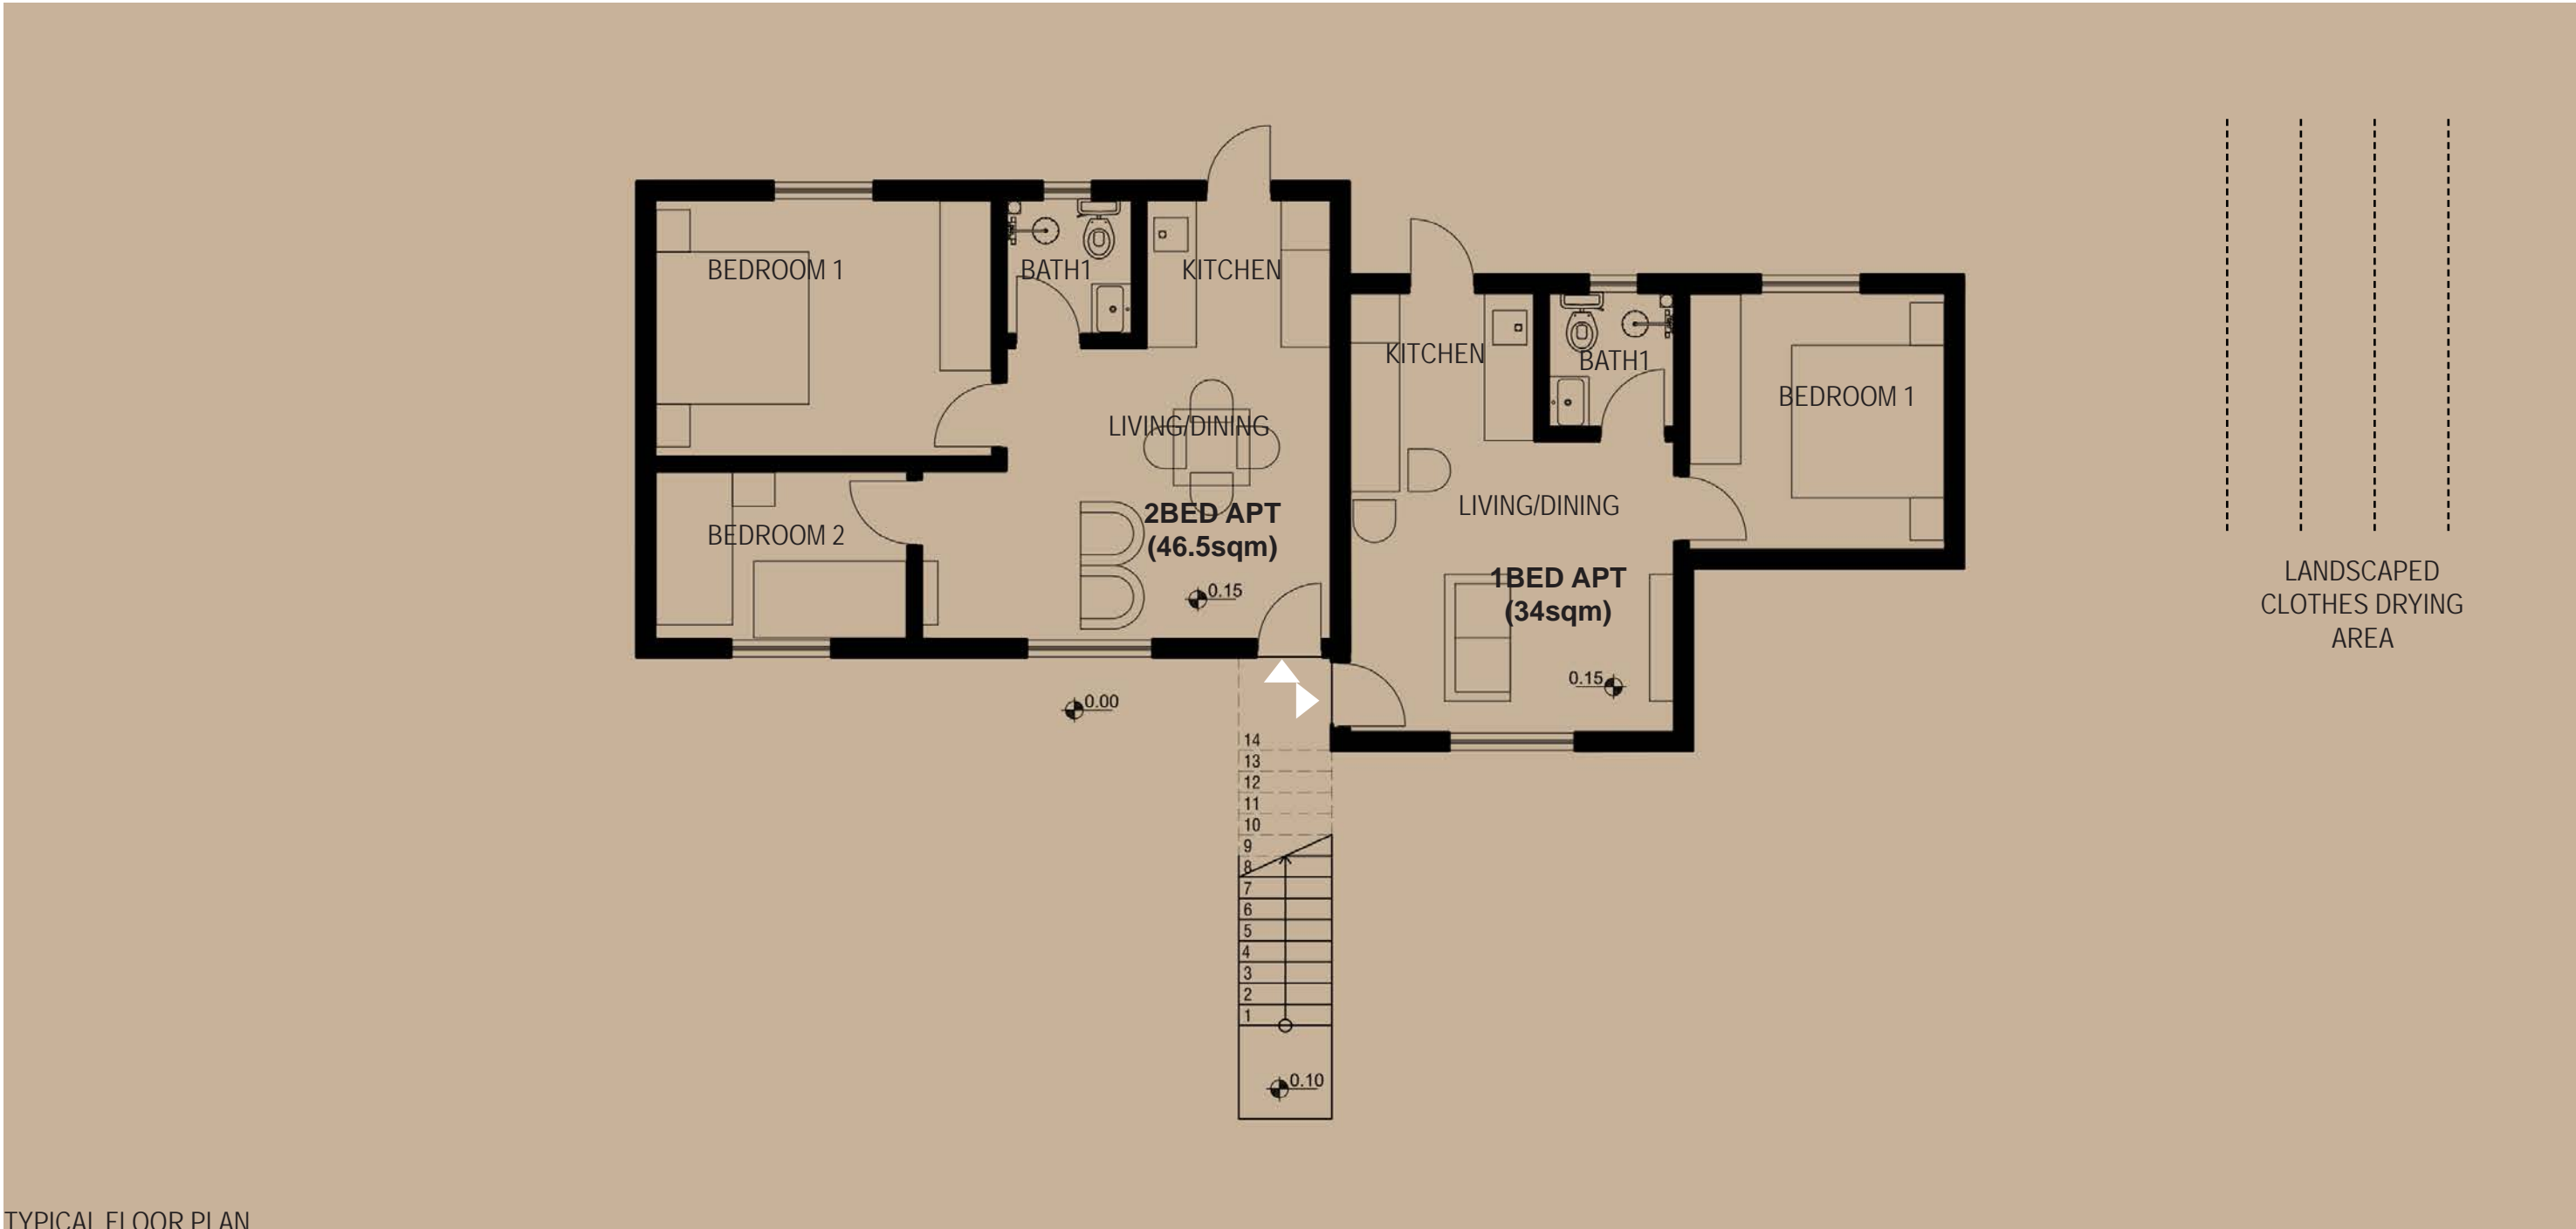 BEDROOM 1
BATH1
KITCHEN
LIVING/DINING
2BED APT
(46.5sqm)
BEDROOM 2
0.15
KITCHEN
BATH1
BEDROOM 1
LIVING/DINING
1BED APT
(34sqm)
0.15
LANDSCAPED
CLOTHES DRYING
AREA
0.00
14
13
12
11
10
9
8
7
6
5
4
3
2
1
0.10
TYPICAL FLOOR PLAN